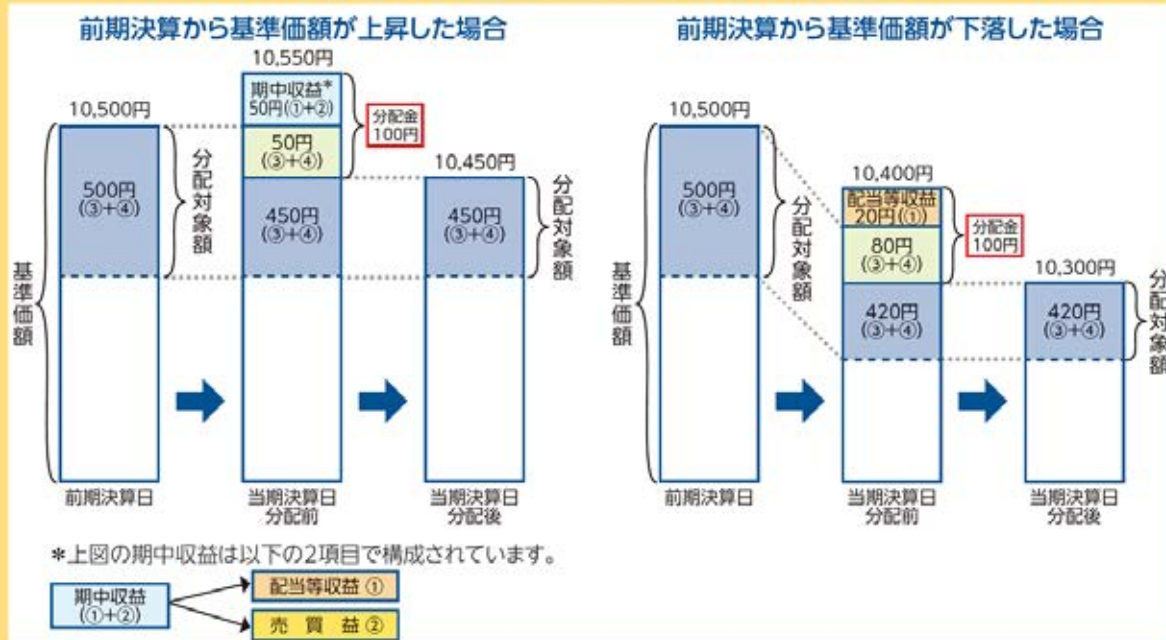 前期決算から基準価額が上昇した場合
10,500円
500円
(③+④)
分配対象額
基準価額
前期決算日
10,550円
期中収益*
50円(①+②)
50円
(③+④)
450円
(③+④)
分配金
100円
当期決算日
分配前
10,450円
450円
(③+④)
分配対象額
当期決算日
分配後
*上図の期中収益は以下の2項目で構成されています。
期中収益
(①+②)
配当等収益 ①
売買益 ②
前期決算から基準価額が下落した場合
10,500円
500円
(③+④)
分配対象額
基準価額
前期決算日
10,400円
配当等収益
20円(①)
80円
(③+④)
420円
(③+④)
分配金
100円
当期決算日
分配前
10,300円
420円
(③+④)
分配対象額
当期決算日
分配後